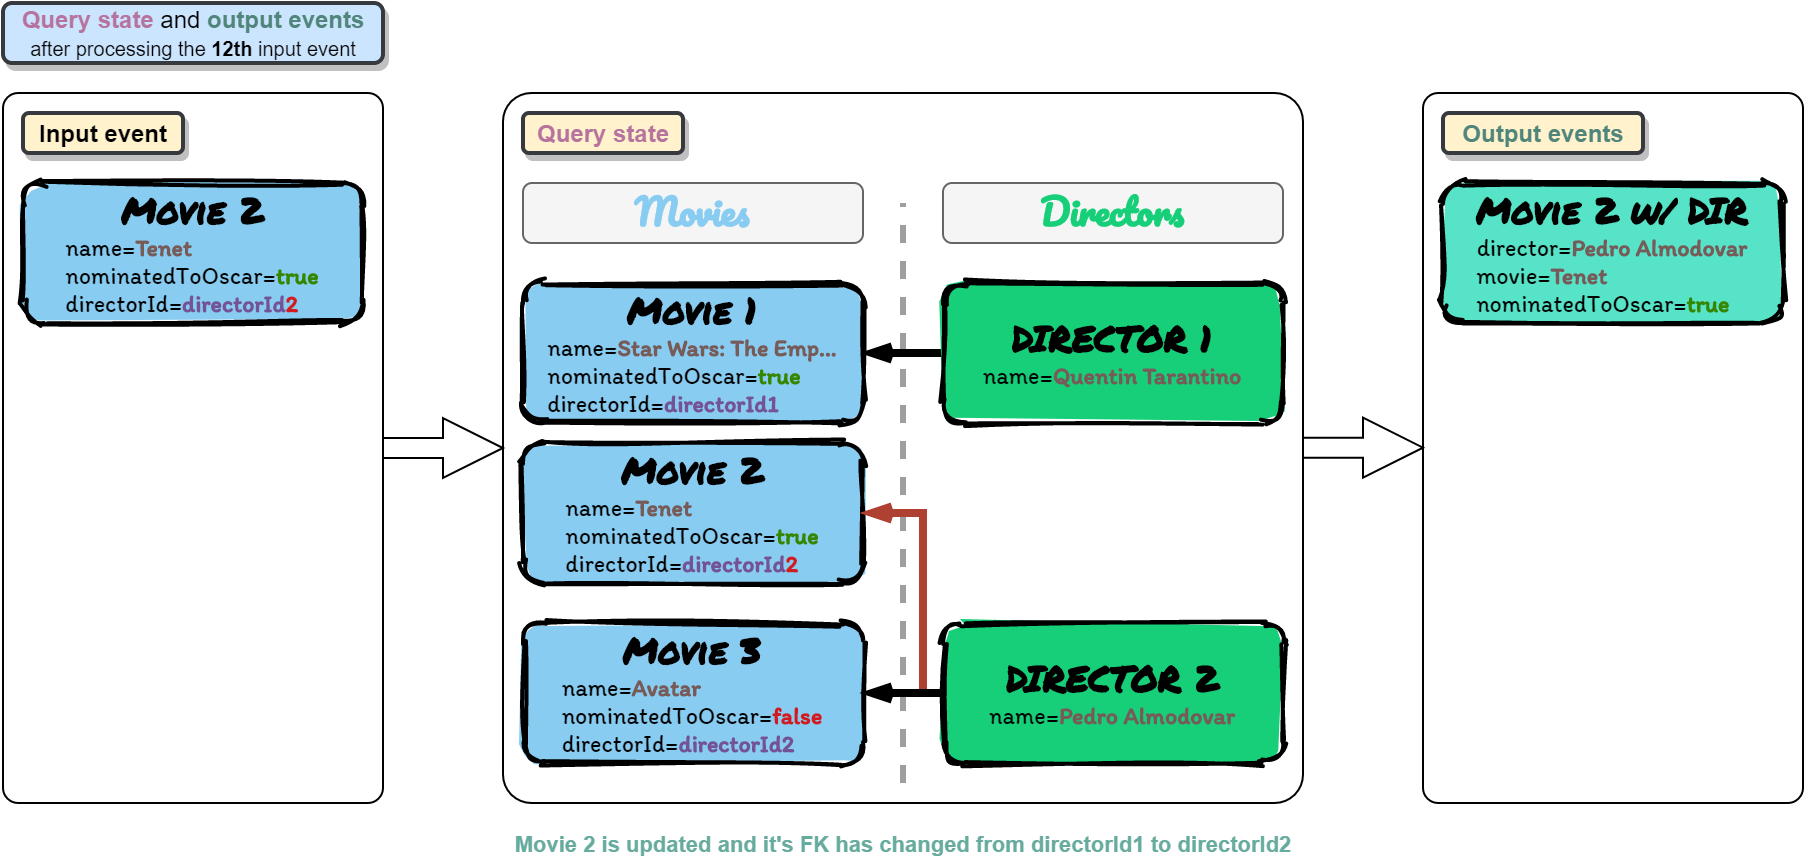 Query state and output events
after processing the 12th input event
Input event
Movie 2
name=Tenet
nominatedToOscar=true
directorId=directorId2
Query state
Movies
Directors
Movie 1
name=Star Wars: The Emp...
nominatedToOscar=true
directorId=directorId1
DIRECTOR 1
name=Quentin Tarantino
Movie 2
name=Tenet
nominatedToOscar=true
directorId=directorId2
Movie 3
name=Avatar
nominatedToOscar=false
directorId=directorId2
DIRECTOR 2
name=Pedro Almodovar
Output events
Movie 2 w/ DIR
director=Pedro Almodovar
movie=Tenet
nominatedToOscar=true
Movie 2 is updated and it's FK has changed from directorId1 to directorId2